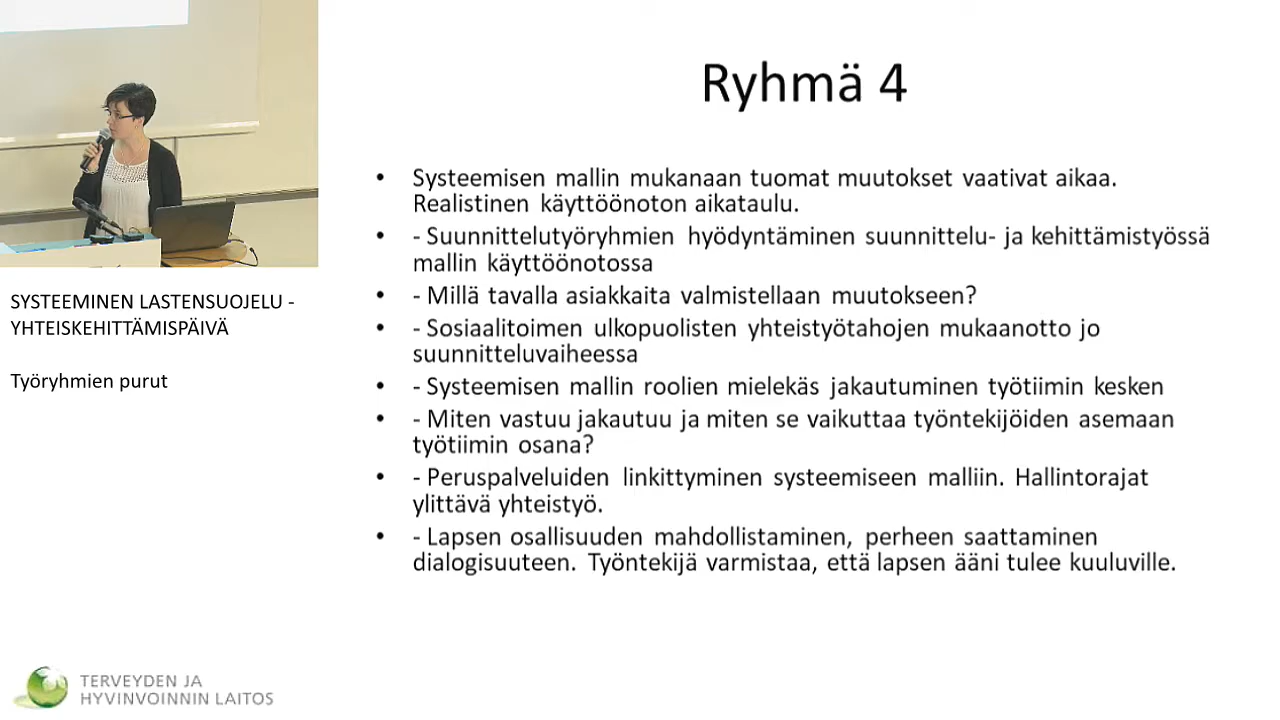 Ryhmä 4
• Systeemisen mallin mukanaan tuomat muutokset vaativat aikaa.
Realistinen käyttöönoton aikataulu.
• - Suunnittelutyöryhmien hyödyntäminen suunnittelu- ja kehittämistyössä
mallin käyttöönotossa
• - Millä tavalla asiakkaita valmistellaan muutokseen?
• - Sosiaalitoimen ulkopuolisten yhteistyötahojen mukaanotto jo
suunnitteluvaiheessa
• - Systeemisen mallin roolien mielekäs jakautuminen työtiimin kesken
• - Miten vastuu jakautuu ja miten se vaikuttaa työntekijöiden asemaan
työtiimin osana?
• - Peruspalveluiden linkittyminen systeemiseen malliin. Hallintorajat
ylittävä yhteistyö.
• - Lapsen osallisuuden mahdollistaminen, perheen saattaminen
dialogisuuteen. Työntekijä varmistaa, että lapsen ääni tulee kuuluville.
SYSTEEMINEN LASTENSUOJELU -
YHTEISKEHITTÄMISPÄIVÄ
Työryhmien purut
TERVEYDEN JA
HYVINVOINNIN LAITOS